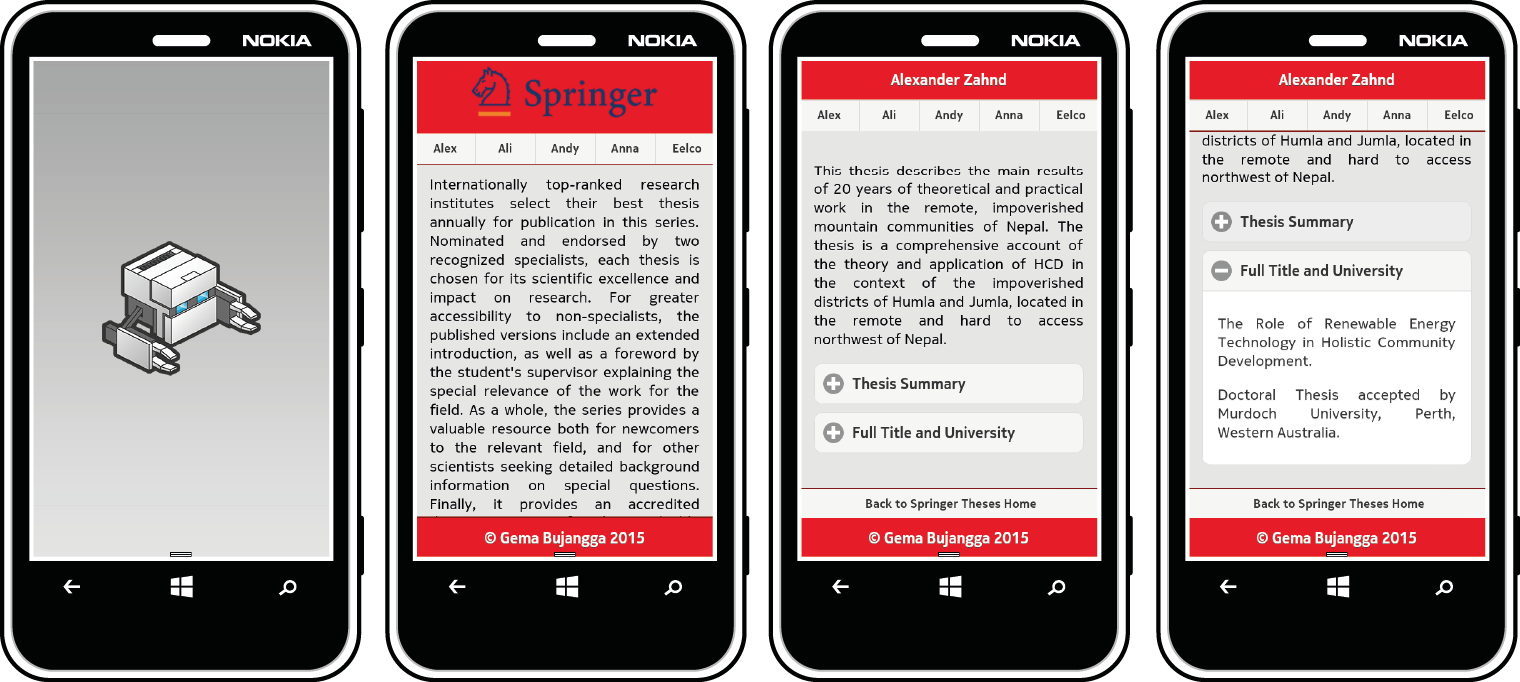 NOKIA
NOKIA
Springer
Alex Ali Andy Anna Eelco
Internationally top-ranked research
institutes select their best thesis
annually for publication in this series.
Nominated and endorsed by two
recognized specialists, each thesis is
chosen for its scientific excellence and
impact on research. For greater
accessibility to non-specialists, the
published versions include an extended
introduction, as well as a foreword by
the student's supervisor explaining the
special relevance of the work for the
field. As a whole, the series provides a
valuable resource both for newcomers
to the relevant field, and for other
scientists seeking detailed background
information on special questions.
Finally, it provides an accredited
© Gema Bujangga 2015
NOKIA
Alexander Zahnd
Alex Ali Andy Anna Eelco
This thesis describes the main results
of 20 years of theoretical and practical
work in the remote, impoverished
mountain communities of Nepal. The
thesis is a comprehensive account of
the theory and application of HCD in
the context of the impoverished
districts of Humla and Jumla, located in
the remote and hard to access
northwest of Nepal.
Thesis Summary
Full Title and University
Back to Springer Theses Home
© Gema Bujangga 2015
NOKIA
Alexander Zahnd
Alex Ali Andy Anna Eelco
districts of Humla and Jumla, located in
the remote and hard to access
northwest of Nepal.
Thesis Summary
Full Title and University
The Role of Renewable Energy
Technology in Holistic Community
Development.
Doctoral Thesis accepted by
Murdoch University, Perth,
Western Australia.
Back to Springer Theses Home
© Gema Bujangga 2015